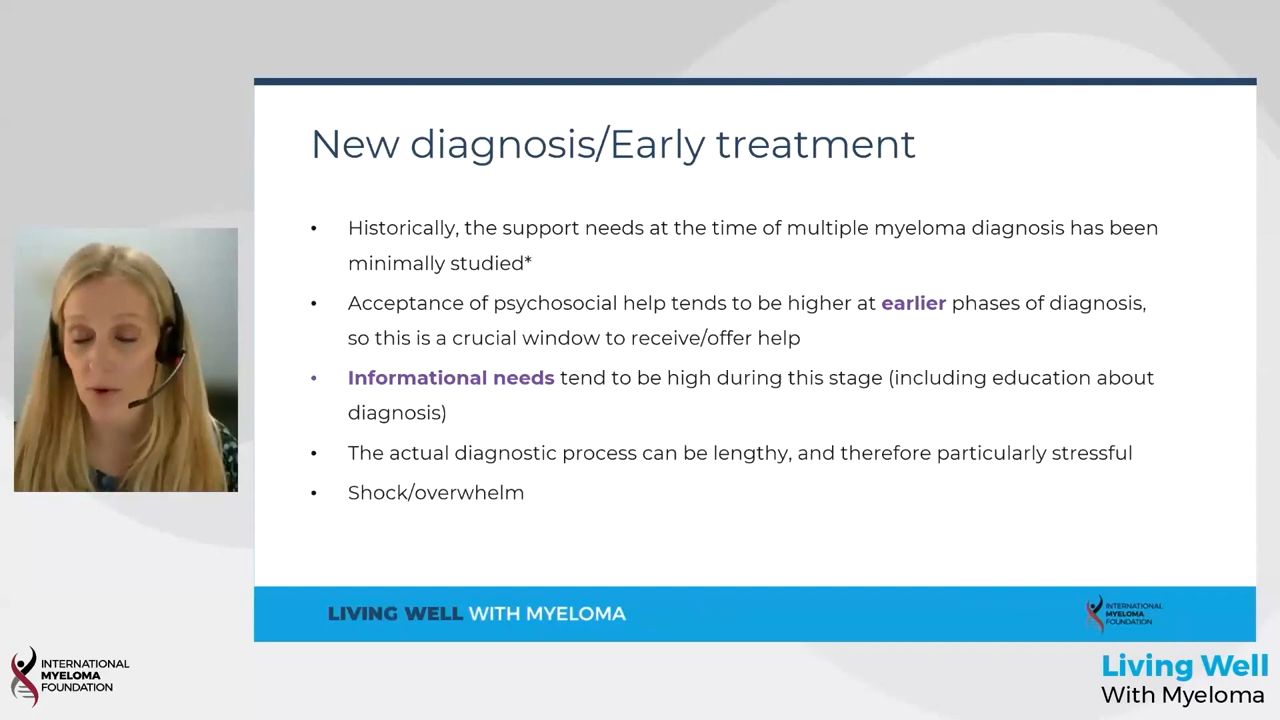 New diagnosis/Early treatment
• Historically, the support needs at the time of multiple myeloma diagnosis has been
minimally studied*
• Acceptance of psychosocial help tends to be higher at earlier phases of diagnosis,
so this is a crucial window to receive/offer help
• Informational needs tend to be high during this stage (including education about
diagnosis)
• The actual diagnostic process can be lengthy, and therefore particularly stressful
• Shock/overwhelm
LIVING WELL WITH MYELOMA
INTERNATIONAL
MYELOMA
FOUNDATION
INTERNATIONAL
MYELOMA
FOUNDATION
Living Well
With Myeloma